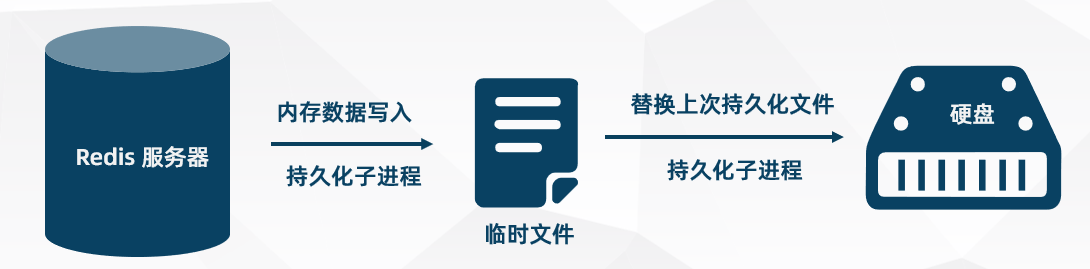 Redis 服务器
内存数据写入
持久化子进程
临时文件
替换上次持久化文件
持久化子进程
硬盘